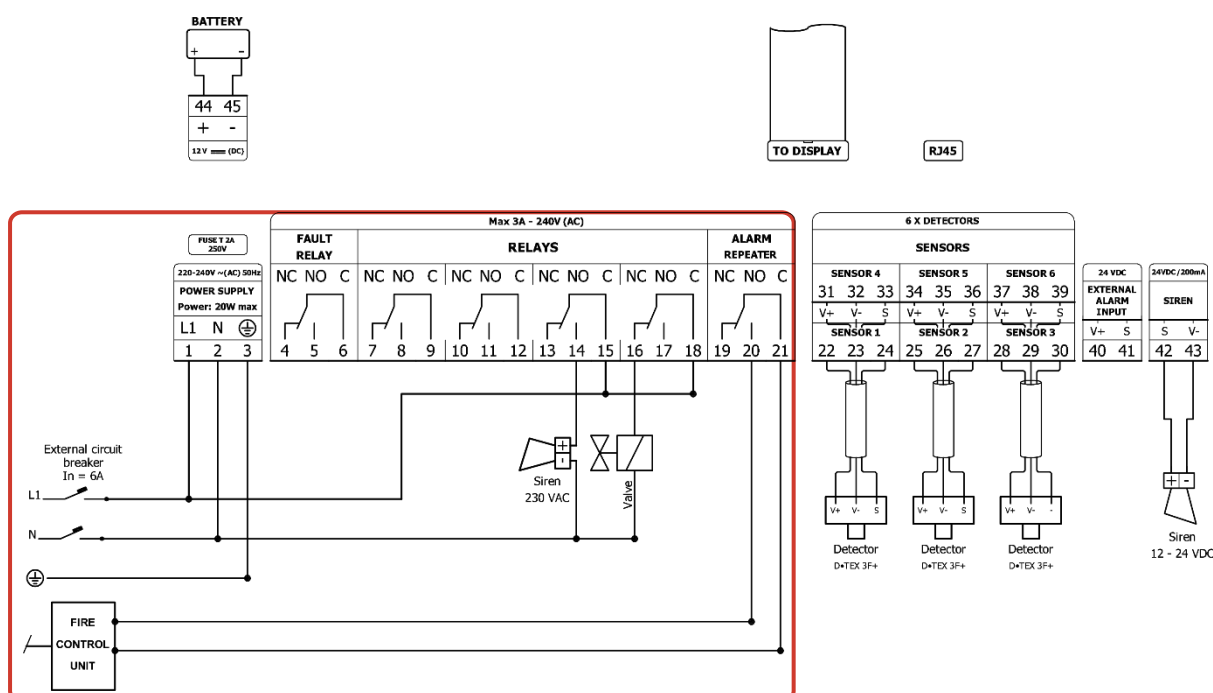 BATTERY
+ -
44 45
+ -
12 V (DC)
TO DISPLAY
RJ45
FUSE T 2A
250V
220-240V ~(AC) 50Hz
POWER SUPPLY
Power: 20W max
L1 N
1 2 3
Max 3A - 240V (AC)
FAULT
RELAY
RELAYS
ALARM
REPEATER
NC NO C NC NO C NC NO C NC NO C NC NO C NC NO C
4 5 6 7 8 9 10 11 12 13 14 15 16 17 18 19 20 21
6 X DETECTORS
SENSORS
SENSOR 4 SENSOR 5 SENSOR 6
31 32 33 34 35 36 37 38 39
V+ V- S V+ V- S V+ V- S
SENSOR 1 SENSOR 2 SENSOR 3
22 23 24 25 26 27 28 29 30
24 VDC
EXTERNAL
ALARM
INPUT
V+ S
40 41
24VDC/200mA
SIREN
S V-
42 43
External circuit
breaker
In = 6A
L1
N
+
-
Siren
230 VAC
Valve
FIRE
CONTROL
UNIT
V+ V- S
Detector
D•TEX 3F+
V+ V- S
Detector
D•TEX 3F+
V+ V- -
Detector
D•TEX 3F+
+ -
Siren
12 - 24 VDC